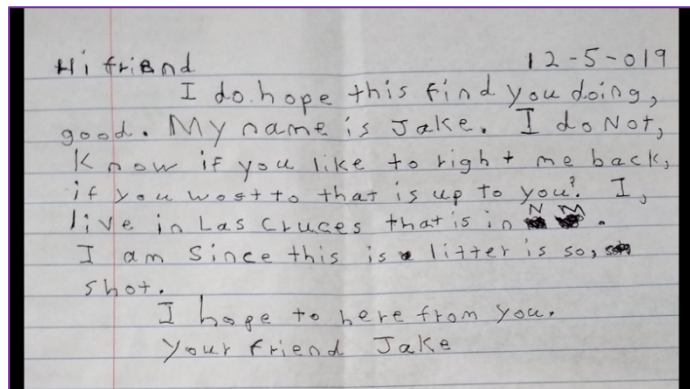 Hi friend 12-5-019
I do hope this find you doing,
good. My name is Jake. I do Not,
Know if you like to right me back,
if you wost to that is up to you? I,
live in Las Cruces that is in N M.
I am Since this is litter is so,
shot.
I hope to here from you.
Your friend Jake